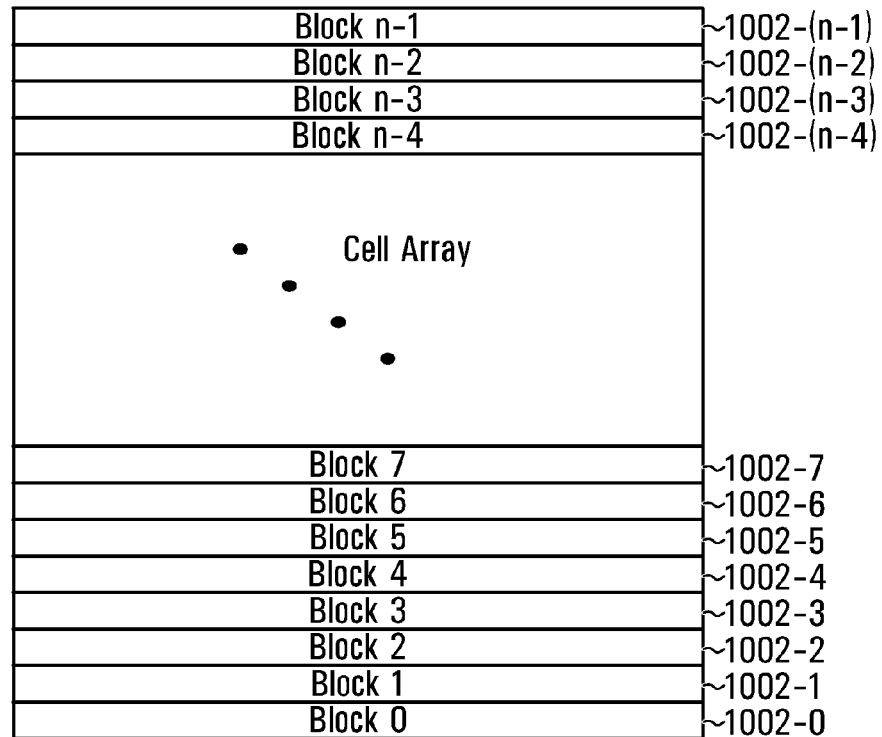 Block n-1 ~1002-(n-1)
Block n-2 ~1002-(n-2)
Block n-3 ~1002-(n-3)
Block n-4 ~1002-(n-4)
Cell Array
Block 7 ~1002-7
Block 6 ~1002-6
Block 5 ~1002-5
Block 4 ~1002-4
Block 3 ~1002-3
Block 2 ~1002-2
Block 1 ~1002-1
Block 0 ~1002-0